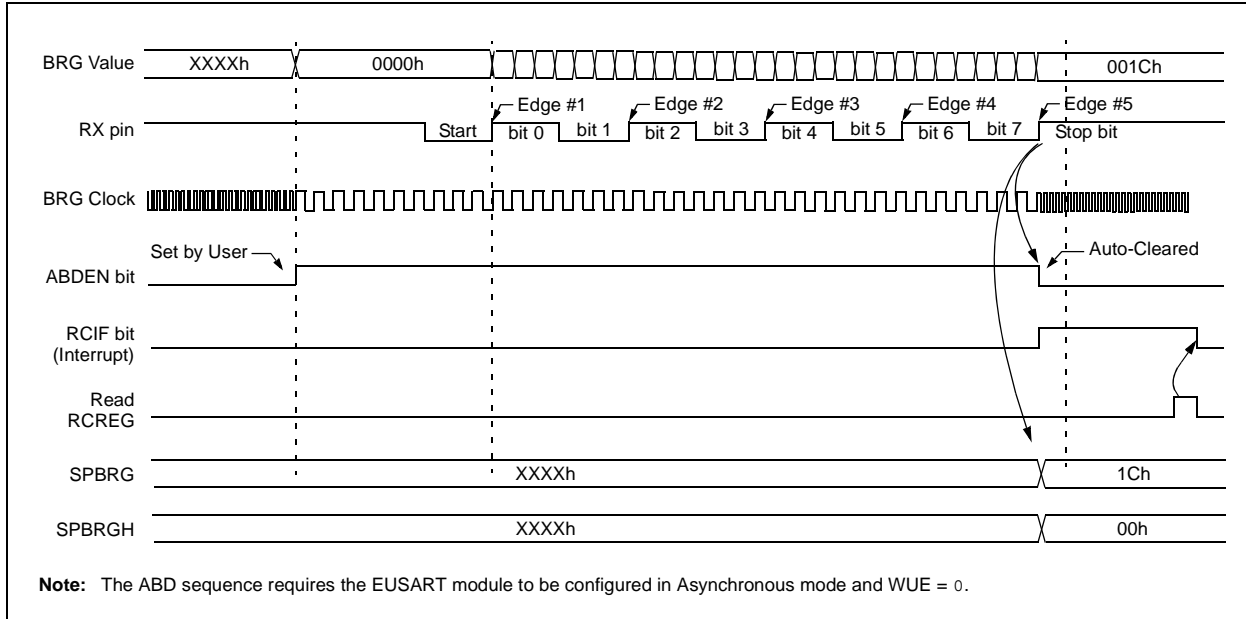 BRG Value XXXXh 0000h 001Ch
Edge #1 Edge #2 Edge #3 Edge #4 Edge #5
RX pin Start bit 0 bit 1 bit 2 bit 3 bit 4 bit 5 bit 6 bit 7 Stop bit
BRG Clock
Set by User Auto-Cleared
ABDEN bit
RCIF bit
(Interrupt)
Read
RCREG
SPBRG XXXXh 1Ch
SPBRGH XXXXh 00h
Note: The ABD sequence requires the EUSART module to be configured in Asynchronous mode and WUE = 0.